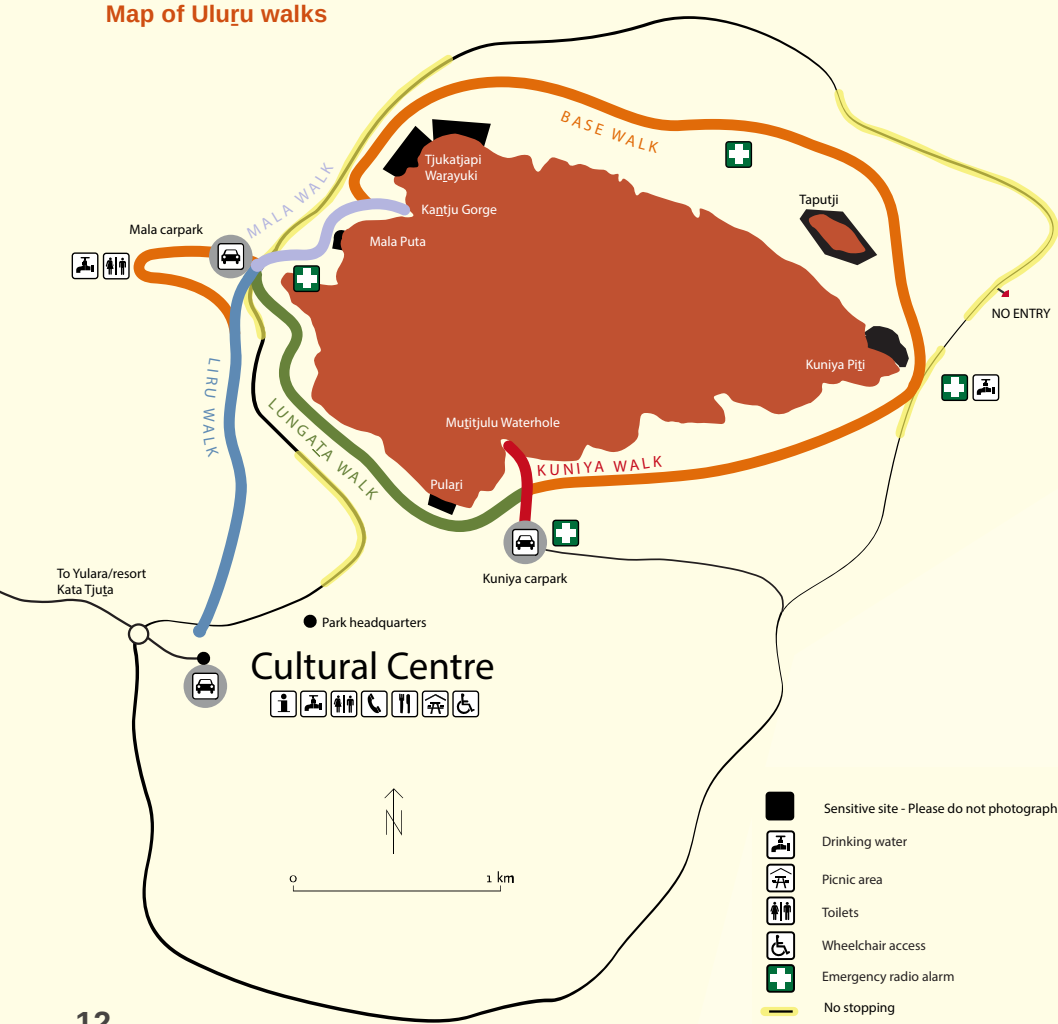 Map of Uluṟu walks
BASE WALK
Tjukatjapi
Waṟayuki
MALA WALK
Kaṉtju Gorge
Taputji
Mala carpark
Mala Puta
NO ENTRY
Kuniya Piṯi
LIRU WALK
LUNGAṮA WALK
Muṯitjulu Waterhole
KUNIYA WALK
Pulaṟi
Kuniya carpark
To Yulara/resort
Kata Tjuṯa
Park headquarters
Cultural Centre
N
0 1 km
Sensitive site - Please do not photograph
Drinking water
Picnic area
Toilets
Wheelchair access
Emergency radio alarm
No stopping
12